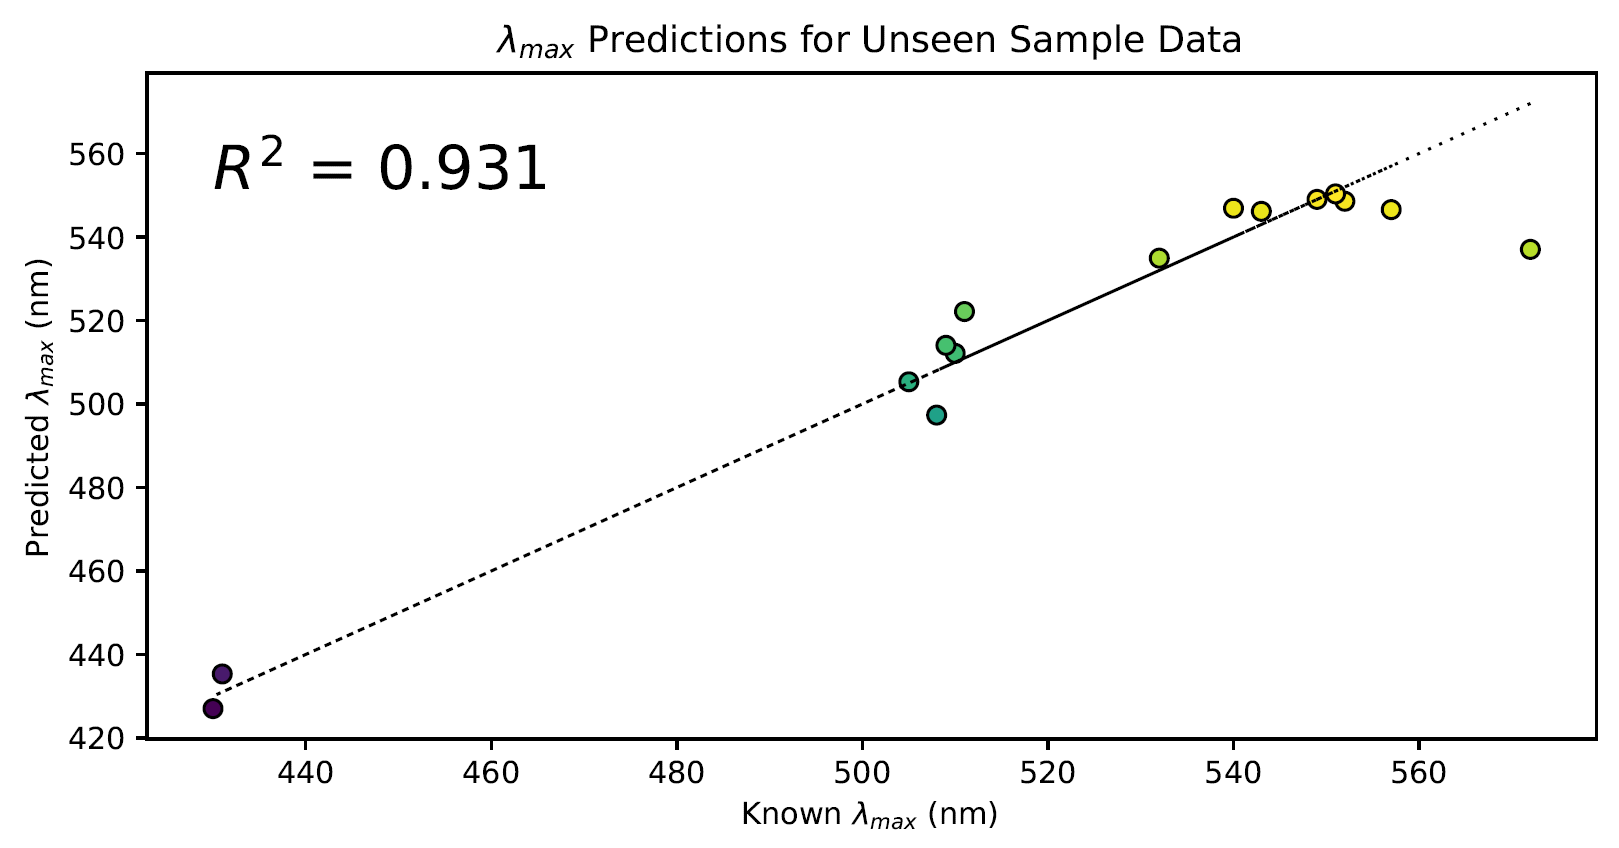 λmax Predictions for Unseen Sample Data
R² = 0.931
Predicted λmax (nm)
560
540
520
500
480
460
440
420
440 460 480 500 520 540 560
Known λmax (nm)